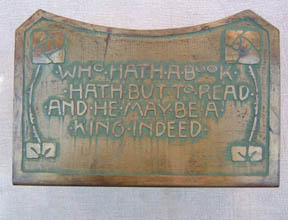 WHO·HATH·A·BOOK·
·HATH·BUT·TO·READ·
AND·HE·MAY·BE·A·
KING·INDEED·